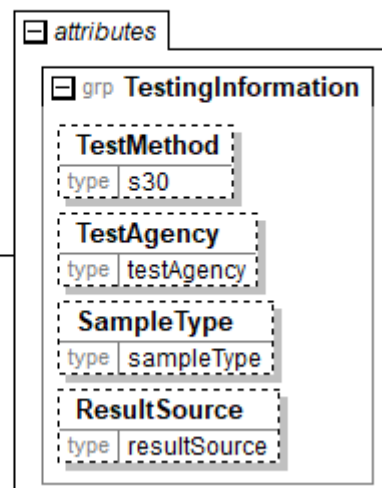 attributes
grp TestingInformation
TestMethod
type s30
TestAgency
type testAgency
SampleType
type sampleType
ResultSource
type resultSource